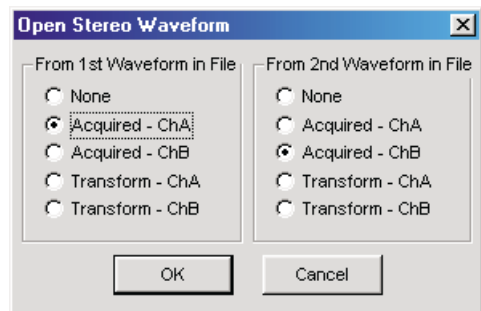 Open Stereo Waveform
From 1st Waveform in File
None
Acquired - ChA
Acquired - ChB
Transform - ChA
Transform - ChB
From 2nd Waveform in File
None
Acquired - ChA
Acquired - ChB
Transform - ChA
Transform - ChB
OK
Cancel